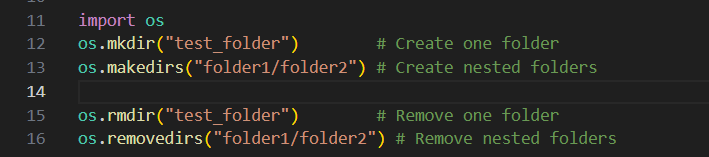 11 import os
12 os.mkdir("test_folder")        # Create one folder
13 os.makedirs("folder1/folder2") # Create nested folders
14
15 os.rmdir("test_folder")        # Remove one folder
16 os.removedirs("folder1/folder2") # Remove nested folders